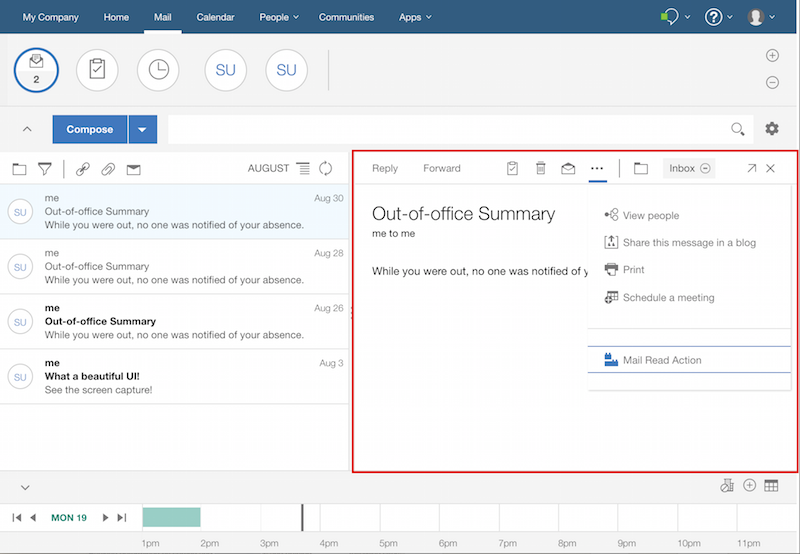 My Company Home Mail Calendar People Communities Apps
2 SU SU
Compose
AUGUST
SU
me Aug 30
Out-of-office Summary
While you were out, no one was notified of your absence.
SU
me Aug 28
Out-of-office Summary
While you were out, no one was notified of your absence.
SU
me Aug 26
Out-of-office Summary
While you were out, no one was notified of your absence.
SU
me Aug 3
What a beautiful UI!
See the screen capture!
Reply Forward Inbox
Out-of-office Summary
me to me
While you were out, no one was notified of y
View people
Share this message in a blog
Print
Schedule a meeting
Mail Read Action
MON 19
1pm 2pm 3pm 4pm 5pm 6pm 7pm 8pm 9pm 10pm 11pm